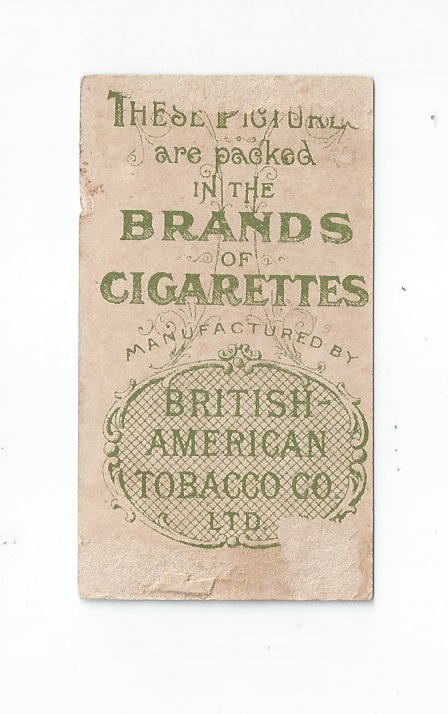 THESE PICTURES
are packed
IN THE
BRANDS
OF
CIGARETTES
MANUFACTURED BY
BRITISH-
AMERICAN
TOBACCO CO
LTD.